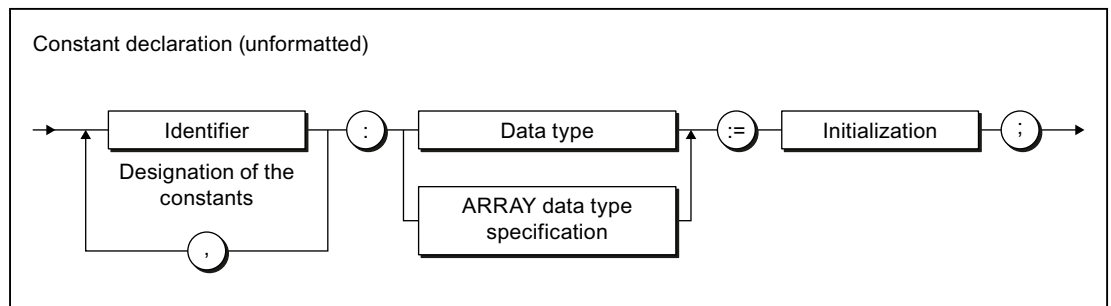 Constant declaration (unformatted)
Identifier
:
Data type
:=
Initialization
;
Designation of the
constants
ARRAY data type
specification
,